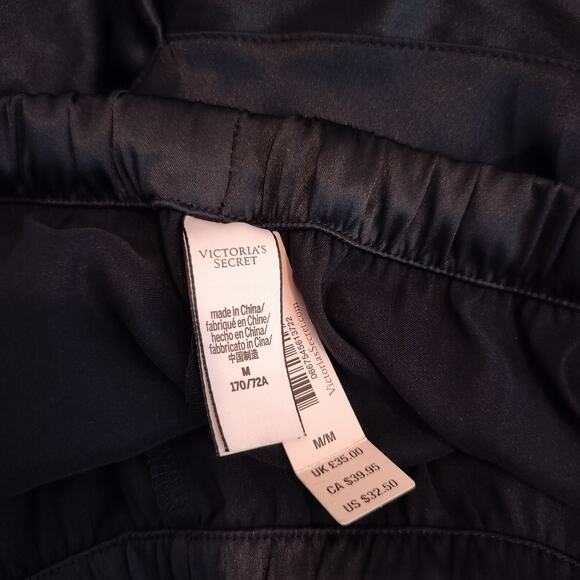 VICTORIA'S
SECRET
made in China/
fabriqué en Chine/
hecho en China/
fabbricato in Cina/
中国制造
M
170/72A
VictoriasSecret.com
M/M
UK £35.00
CA $39.95
US $32.50